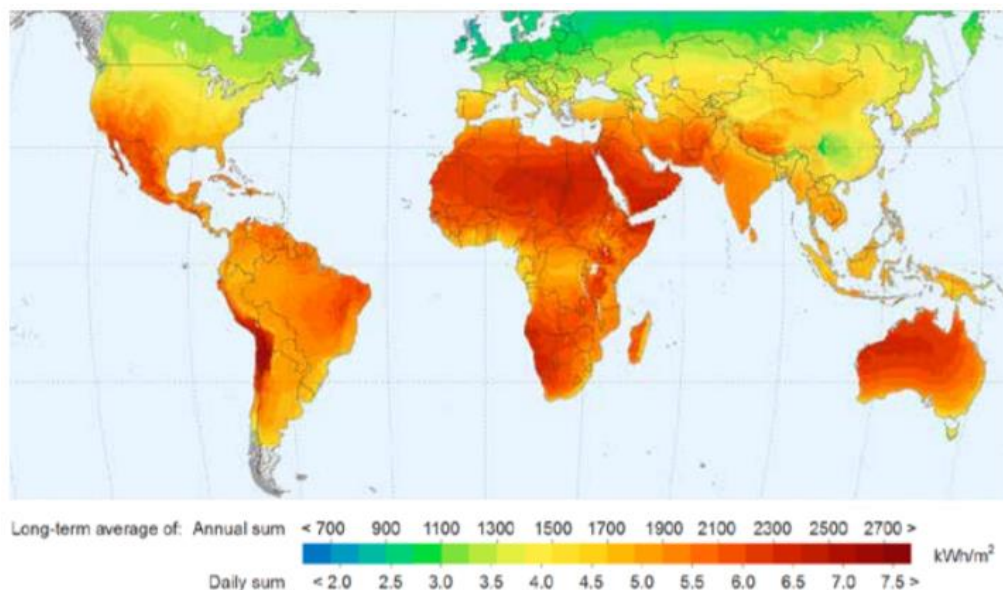 Long-term average of: Annual sum < 700 900 1100 1300 1500 1700 1900 2100 2300 2500 2700 >
kWh/m²
Daily sum < 2.0 2.5 3.0 3.5 4.0 4.5 5.0 5.5 6.0 6.5 7.0 7.5 >